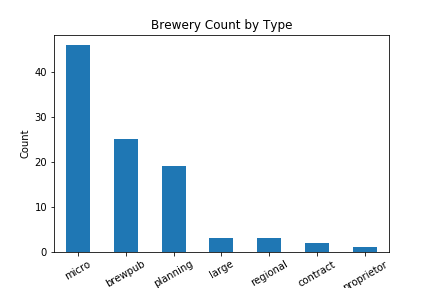 Brewery Count by Type
Count
40
30
20
10
0
micro
brewpub
planning
large
regional
contract
proprietor